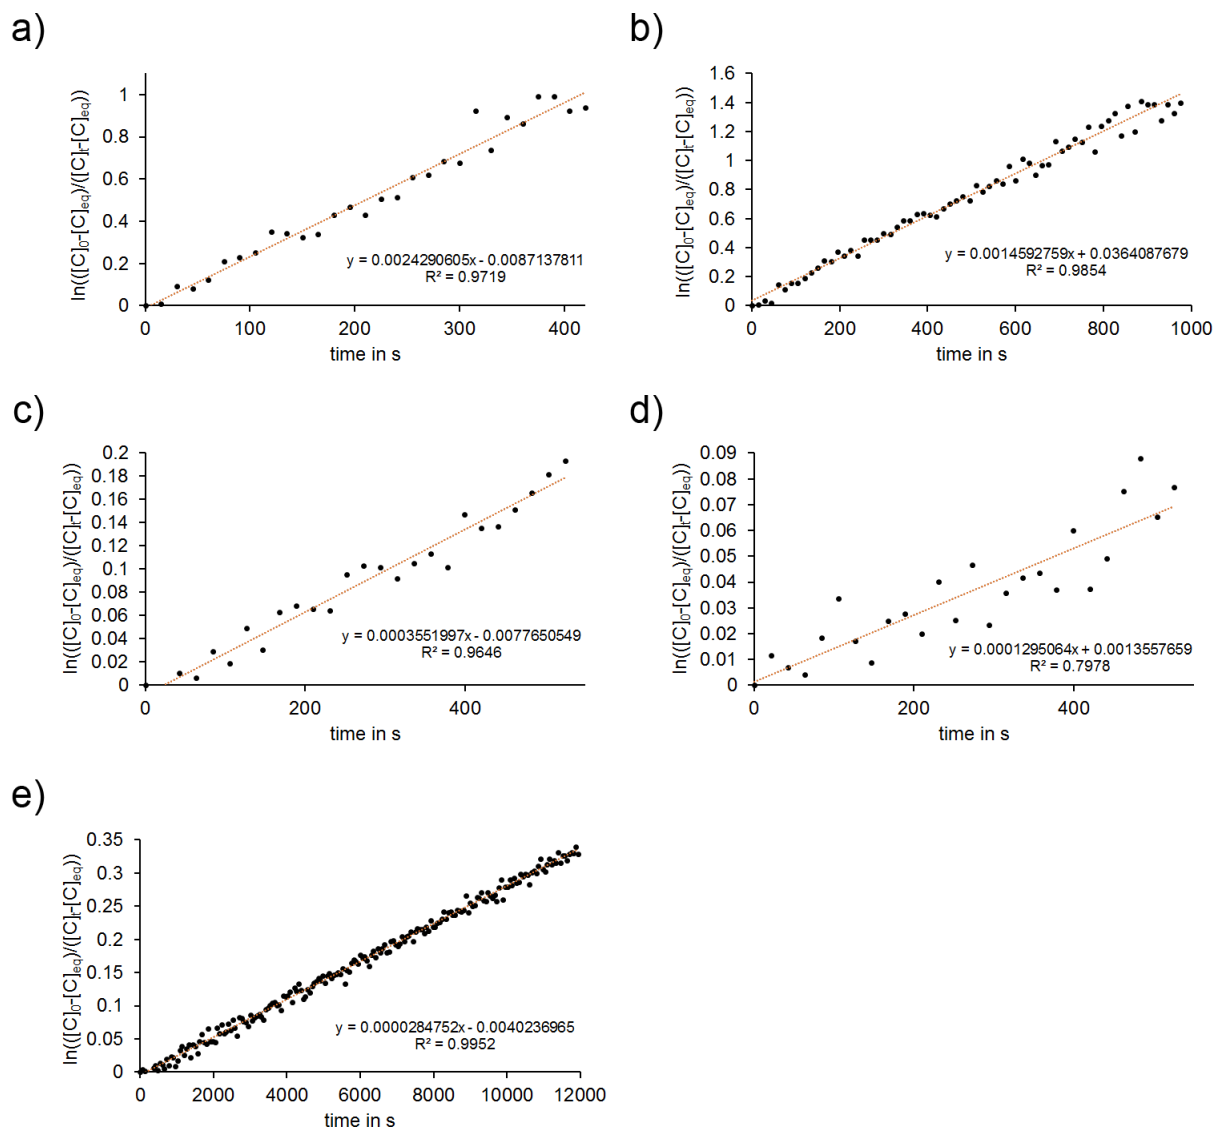 a)
ln(([C]0-[C]eq)/([C]t-[C]eq))
1
0.8
0.6
0.4
0.2
0
y = 0.0024290605x - 0.0087137811
R² = 0.9719
0 100 200 300 400
time in s
b)
ln(([C]0-[C]eq)/([C]t-[C]eq))
1.6
1.4
1.2
1
0.8
0.6
0.4
0.2
0
y = 0.0014592759x + 0.0364087679
R² = 0.9854
0 200 400 600 800 1000
time in s
c)
ln(([C]0-[C]eq)/([C]t-[C]eq))
0.2
0.18
0.16
0.14
0.12
0.1
0.08
0.06
0.04
0.02
0
y = 0.0003551997x - 0.0077650549
R² = 0.9646
0 200 400
time in s
d)
ln(([C]0-[C]eq)/([C]t-[C]eq))
0.09
0.08
0.07
0.06
0.05
0.04
0.03
0.02
0.01
0
y = 0.0001295064x + 0.0013557659
R² = 0.7978
0 200 400
time in s
e)
ln(([C]0-[C]eq)/([C]t-[C]eq))
0.35
0.3
0.25
0.2
0.15
0.1
0.05
0
y = 0.0000284752x - 0.0040236965
R² = 0.9952
0 2000 4000 6000 8000 10000 12000
time in s